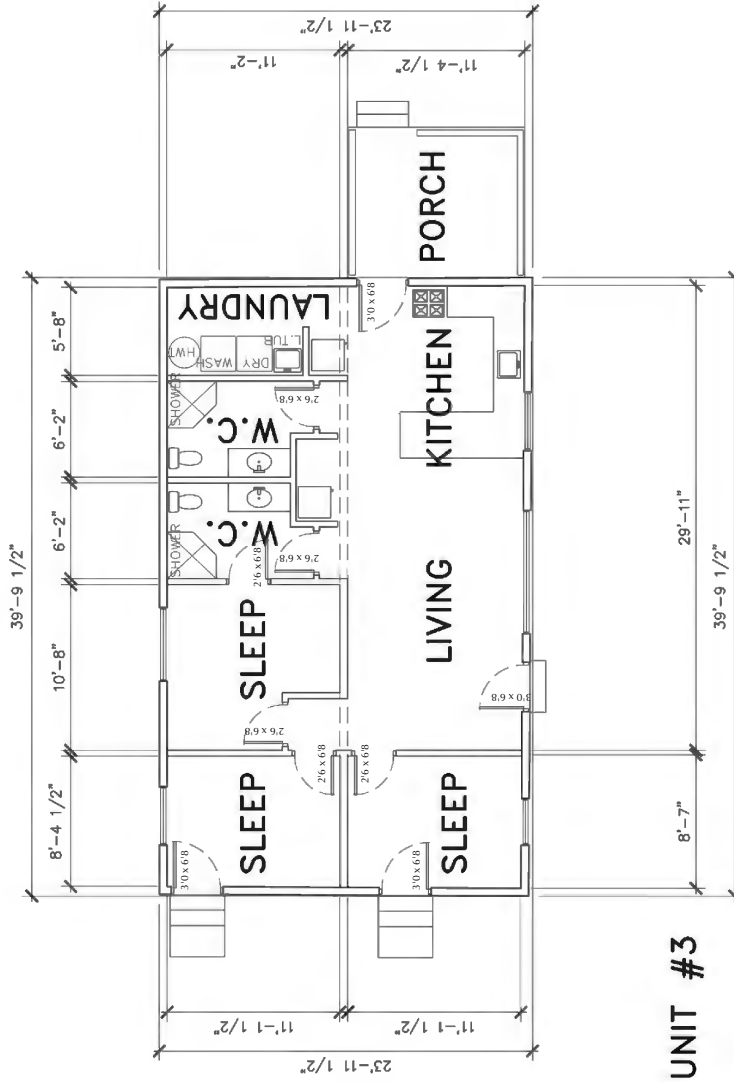 23'-11 1/2"
11'-2"
11'-4 1/2"
39'-9 1/2"
8'-4 1/2"
10'-8"
6'-2"
6'-2"
5'-8"
PORCH
LAUNDRY
HWT
WASH
DRY
L.TUB
3'0 x 6'8
SHOWER
W.C.
2'6 x 6'8
SHOWER
W.C.
2'6 x 6'8
2'6 x 6'8
KITCHEN
LIVING
3'0 x 6'8
SLEEP
2'6 x 6'8
2'6 x 6'8
2'6 x 6'8
SLEEP
3'0 x 6'8
SLEEP
3'0 x 6'8
29'-11"
8'-7"
39'-9 1/2"
11'-1 1/2"
11'-1 1/2"
23'-11 1/2"
UNIT #3